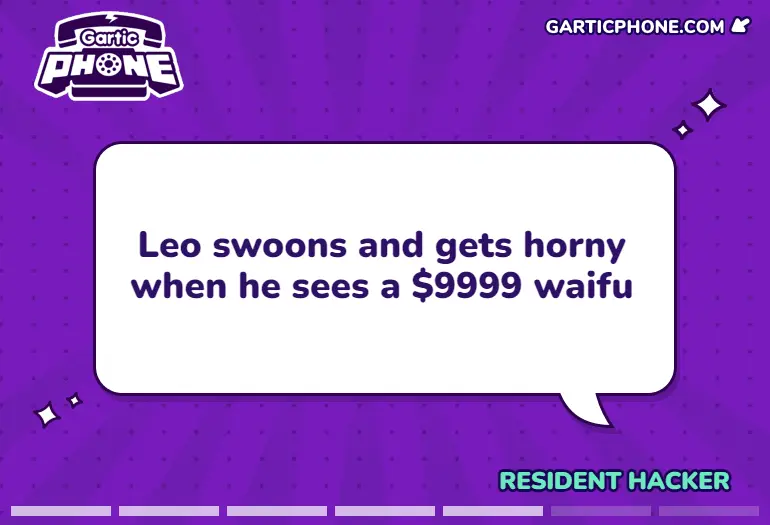 Gartic
PHONE
GARTICPHONE.COM
Leo swoons and gets horny
when he sees a $9999 waifu
RESIDENT HACKER